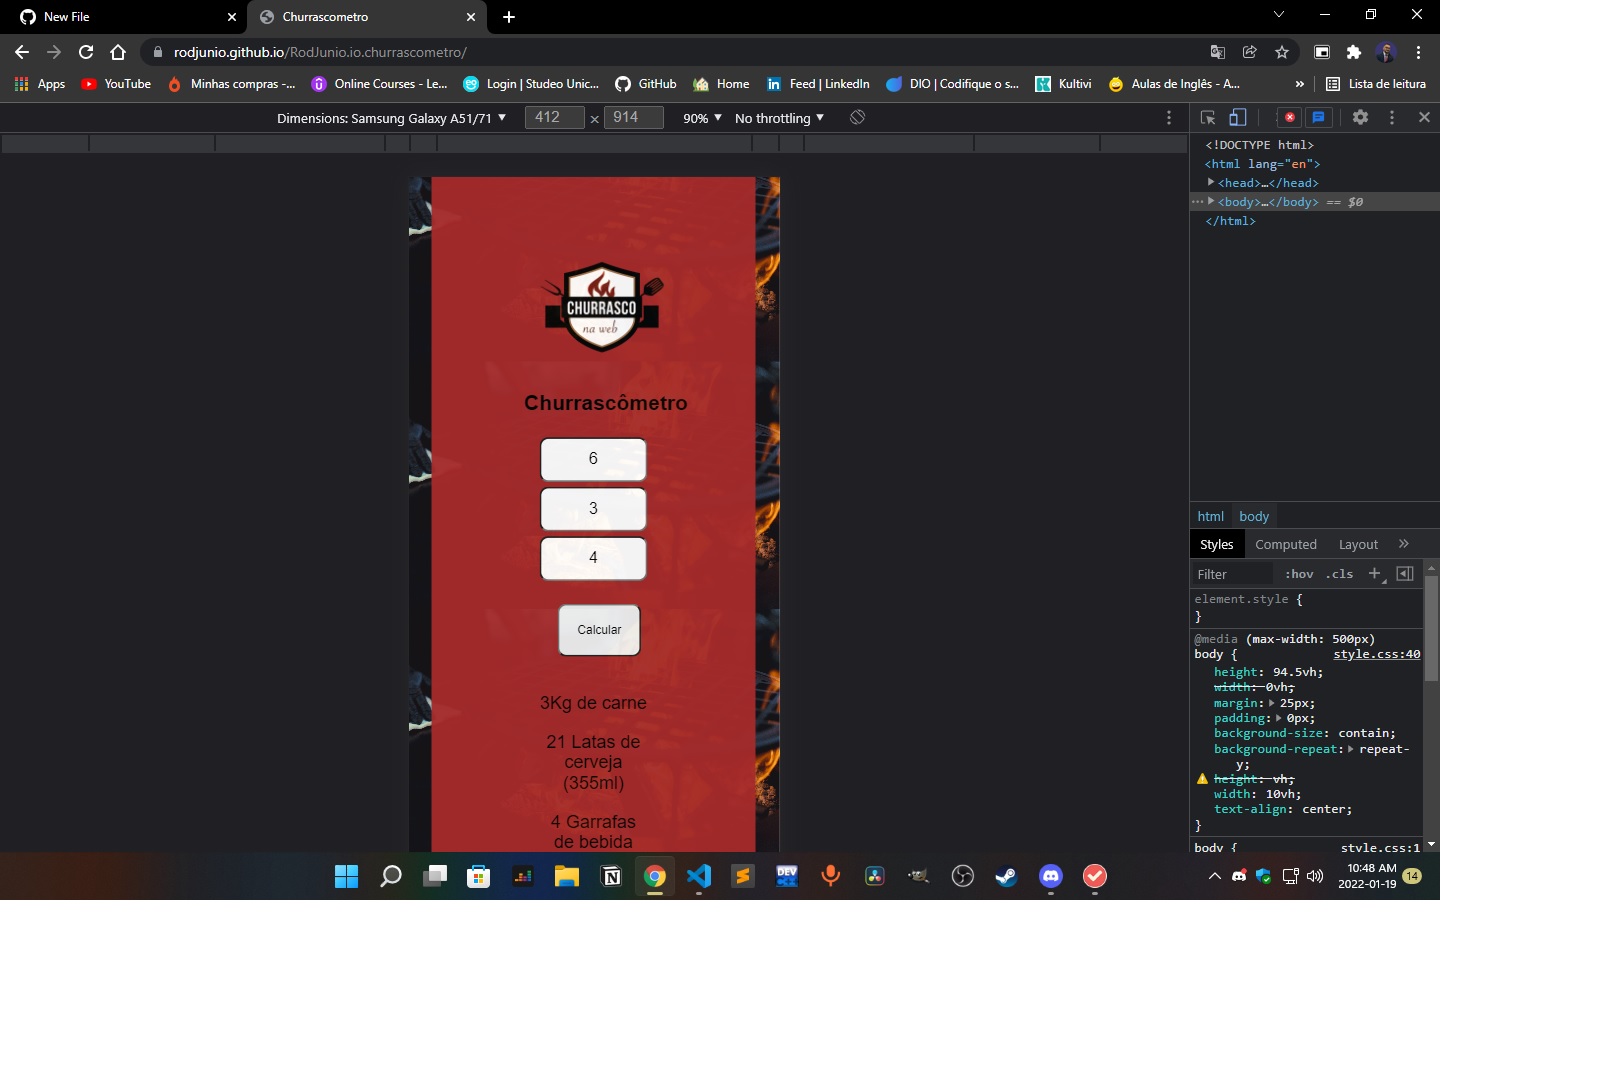 New File
Churrascometro
rodjunio.github.io/RodJunio.io.churrascometro/
Apps
YouTube
Minhas compras -...
Online Courses - Le...
Login | Studeo Unic...
GitHub
Home
Feed | LinkedIn
DIO | Codifique o s...
Kultivi
Aulas de Inglês - A...
»
Lista de leitura
Dimensions: Samsung Galaxy A51/71
412
x
914
90%
No throttling
<!DOCTYPE html>
<html lang="en">
<head>…</head>
<body>…</body> == $0
</html>
CHURRASCO
na web
Churrascômetro
6
3
4
Calcular
3Kg de carne
21 Latas de
cerveja
(355ml)
4 Garrafas
de bebida
html body
Styles Computed Layout »
Filter :hov .cls
element.style {
}
@media (max-width: 500px)
body { style.css:40
height: 94.5vh;
width: 0vh;
margin: 25px;
padding: 0px;
background-size: contain;
background-repeat: repeat-
y;
height: vh;
width: 10vh;
text-align: center;
}
body { style.css:1
DEV
10:48 AM
2022-01-19
14